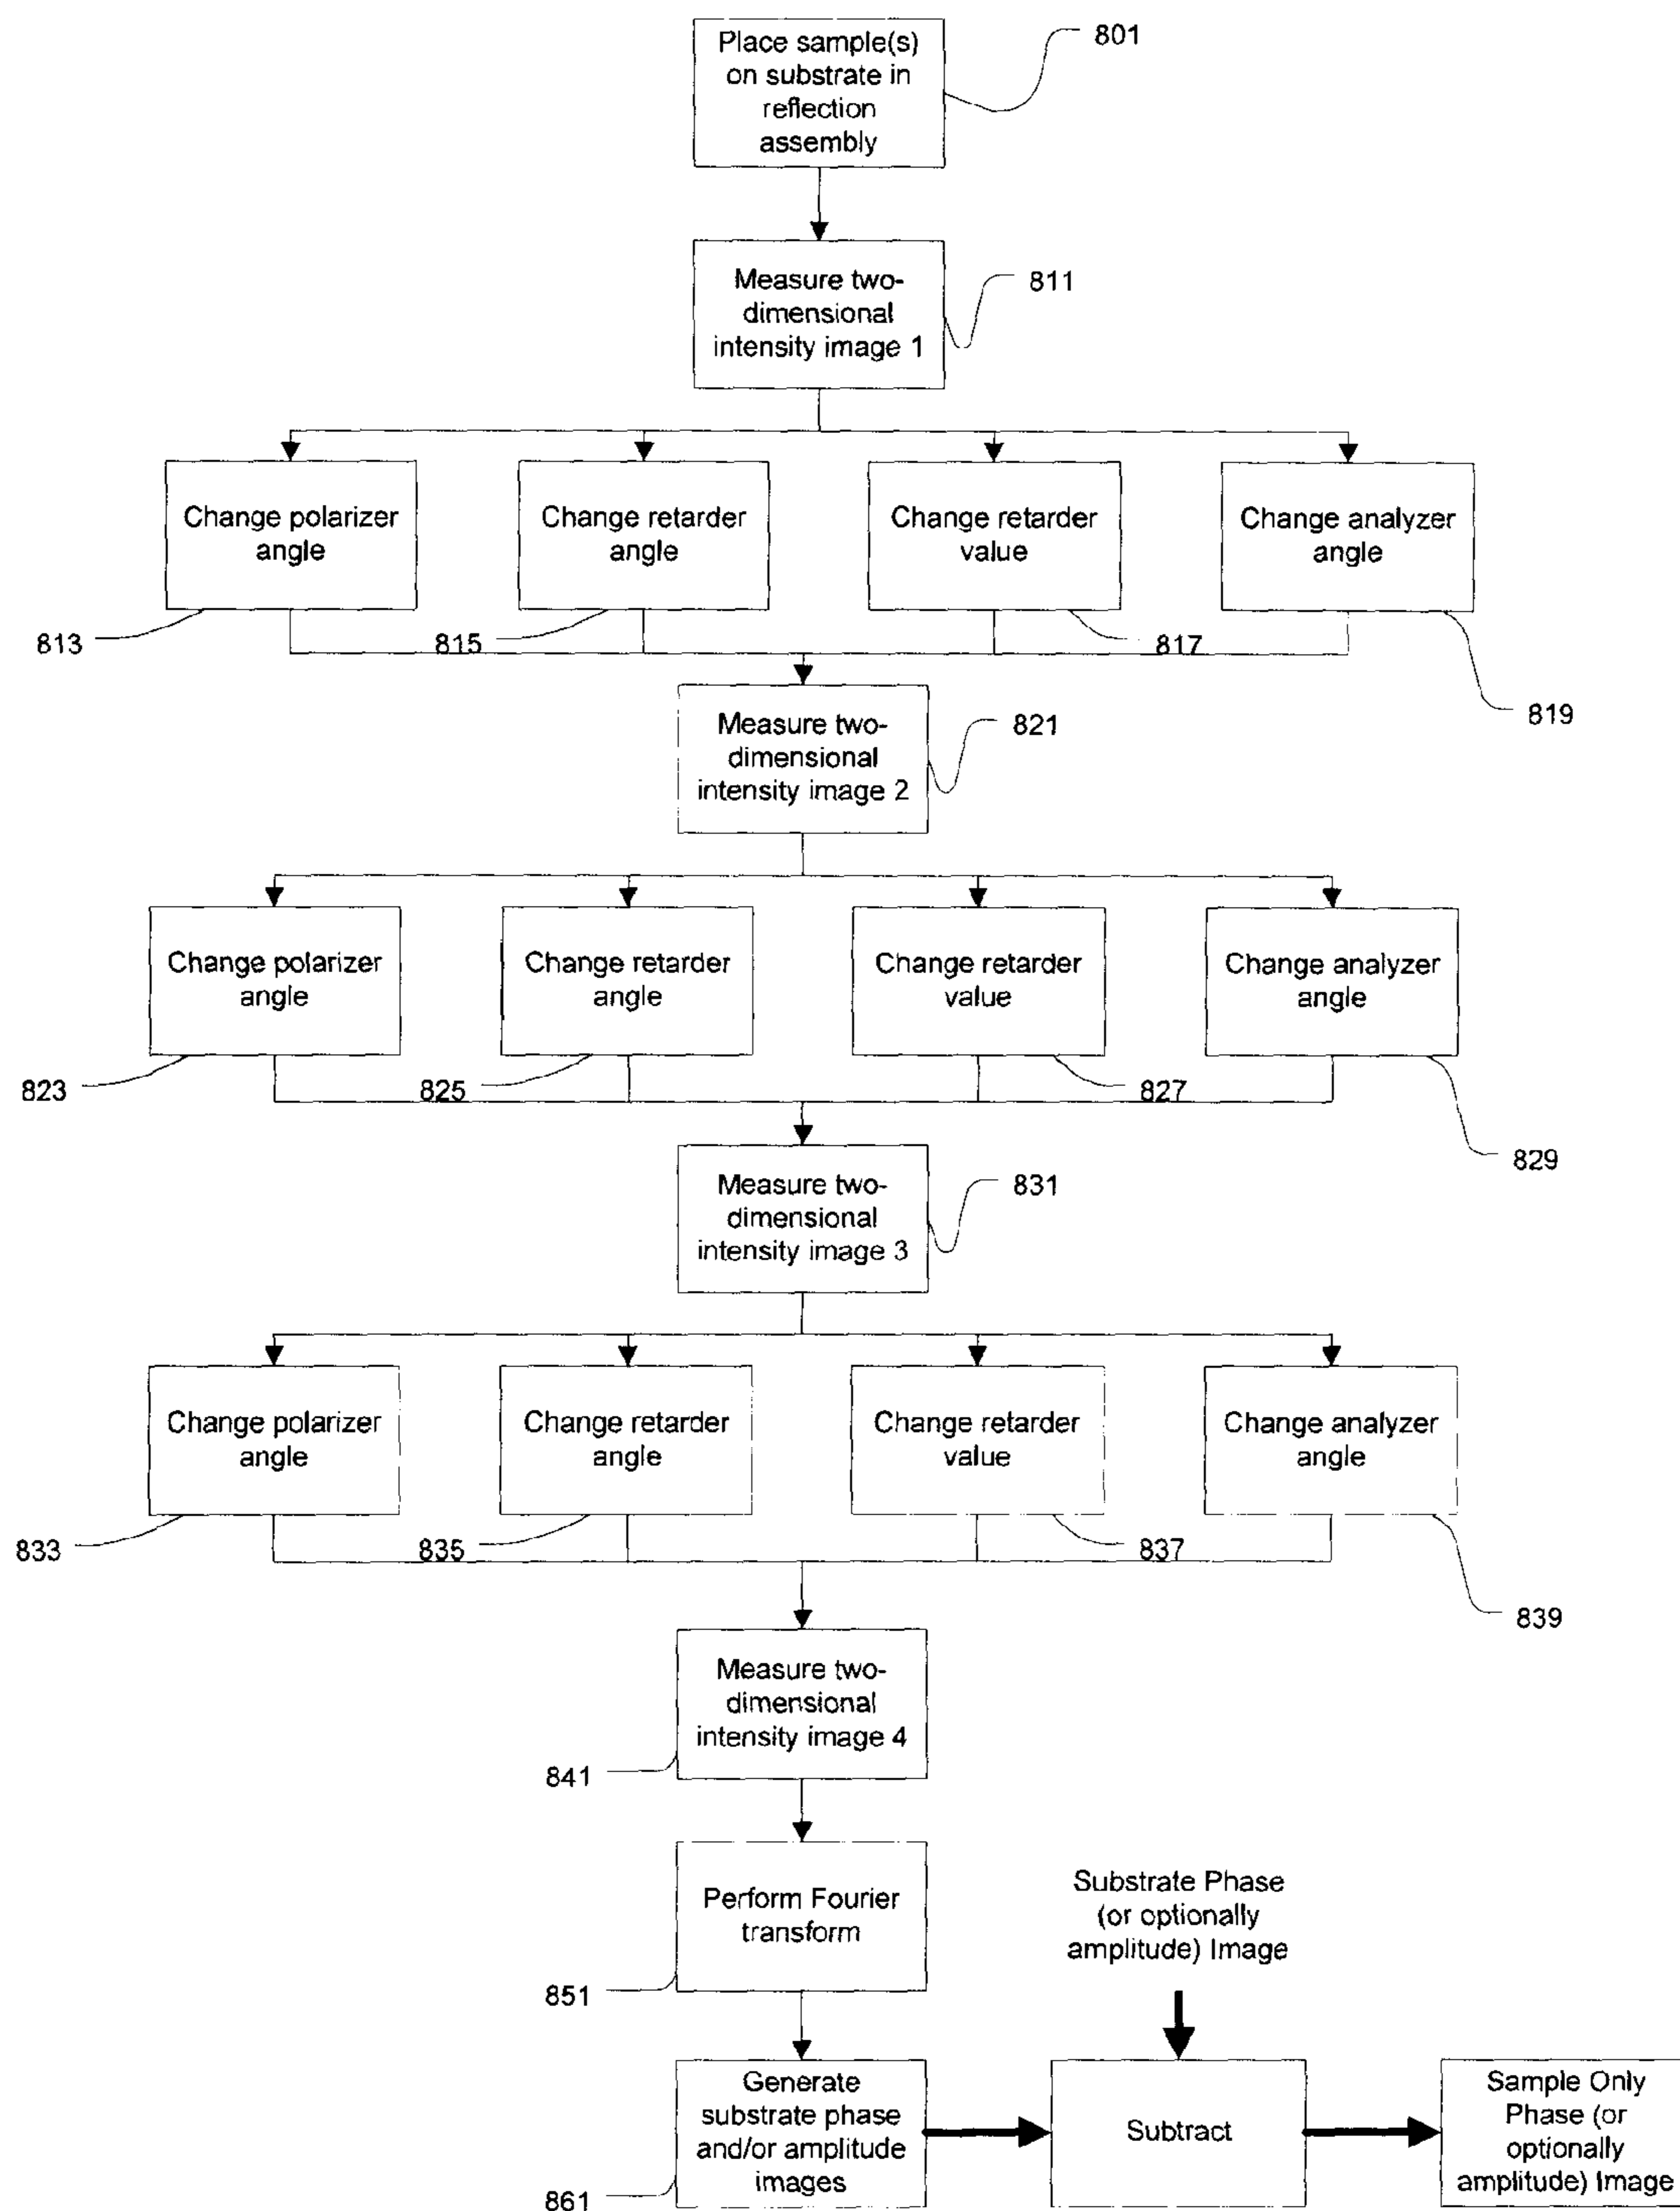 Place sample(s)
on substrate in
reflection
assembly
801
Measure two-
dimensional
intensity image 1
811
Change polarizer
angle
Change retarder
angle
Change retarder
value
Change analyzer
angle
813
815
817
819
Measure two-
dimensional
intensity image 2
821
Change polarizer
angle
Change retarder
angle
Change retarder
value
Change analyzer
angle
823
825
827
829
Measure two-
dimensional
intensity image 3
831
Change polarizer
angle
Change retarder
angle
Change retarder
value
Change analyzer
angle
833
835
837
839
Measure two-
dimensional
intensity image 4
841
Perform Fourier
transform
851
Substrate Phase
(or optionally
amplitude) Image
Generate
substrate phase
and/or amplitude
images
861
Subtract
Sample Only
Phase (or
optionally
amplitude) Image